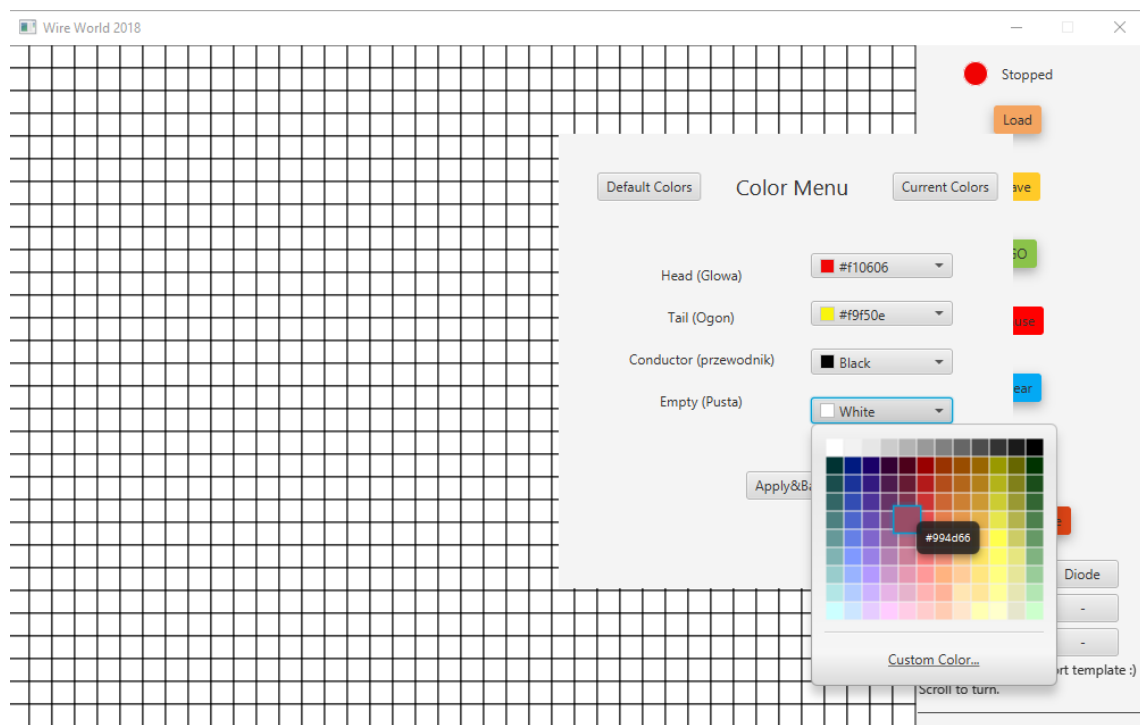 Wire World 2018
Stopped
Load
Default Colors Color Menu Current Colors
ave
GO
Head (Glowa) #f10606
Tail (Ogon) #f9f50e
use
Conductor (przewodnik) Black
ear
Empty (Pusta) White
Apply&Ba
e
#994d66
Diode
-
-
Custom Color...
rt template :)
Scroll to turn.